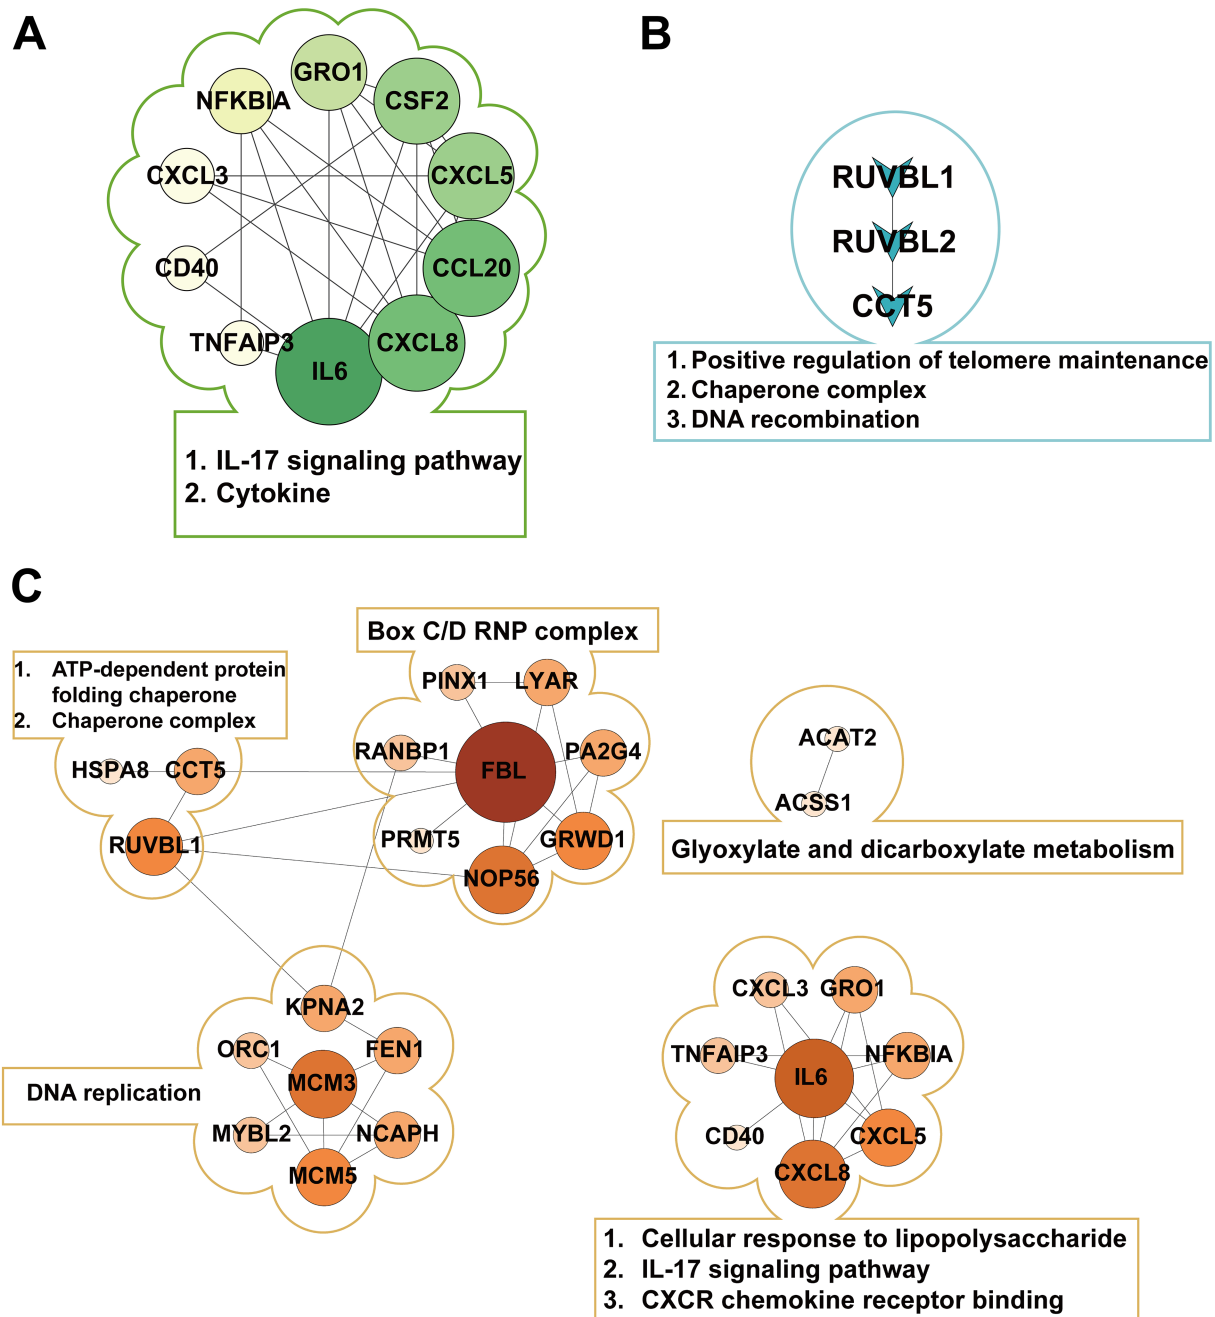 A
B
GRO1
NFKBIA
CSF2
CXCL3
CXCL5
CD40
CCL20
TNFAIP3
IL6
CXCL8
1. IL-17 signaling pathway
2. Cytokine
RUVBL1
RUVBL2
CCT5
1. Positive regulation of telomere maintenance
2. Chaperone complex
3. DNA recombination
C
1. ATP-dependent protein
folding chaperone
2. Chaperone complex
HSPA8
CCT5
RUVBL1
Box C/D RNP complex
PINX1
LYAR
RANBP1
FBL
PA2G4
PRMT5
GRWD1
NOP56
ACAT2
ACSS1
Glyoxylate and dicarboxylate metabolism
KPNA2
ORC1
FEN1
MCM3
DNA replication
MYBL2
NCAPH
MCM5
CXCL3
GRO1
TNFAIP3
NFKBIA
IL6
CD40
CXCL5
CXCL8
1. Cellular response to lipopolysaccharide
2. IL-17 signaling pathway
3. CXCR chemokine receptor binding